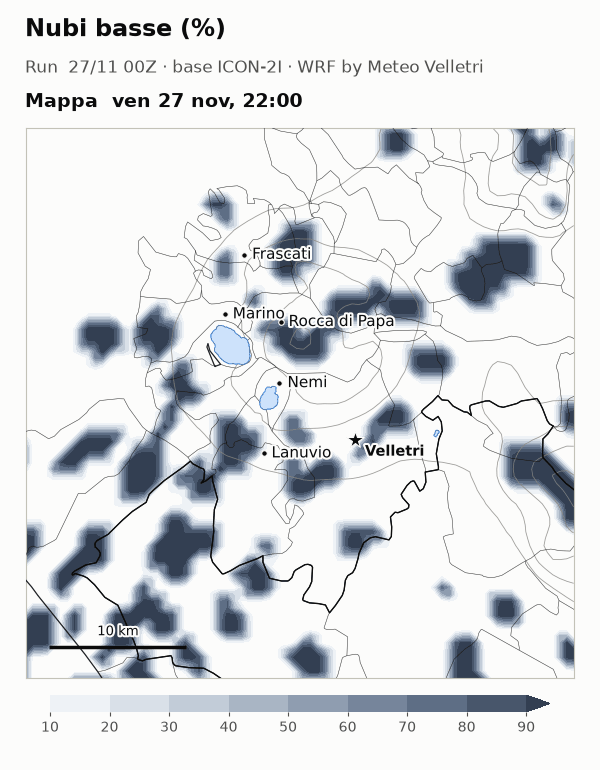 Nubi basse (%)
Run 27/11 00Z · base ICON-2I · WRF by Meteo Velletri
Mappa ven 27 nov, 22:00
Frascati
Marino
Rocca di Papa
Nemi
Velletri
Lanuvio
10 km
10 20 30 40 50 60 70 80 90